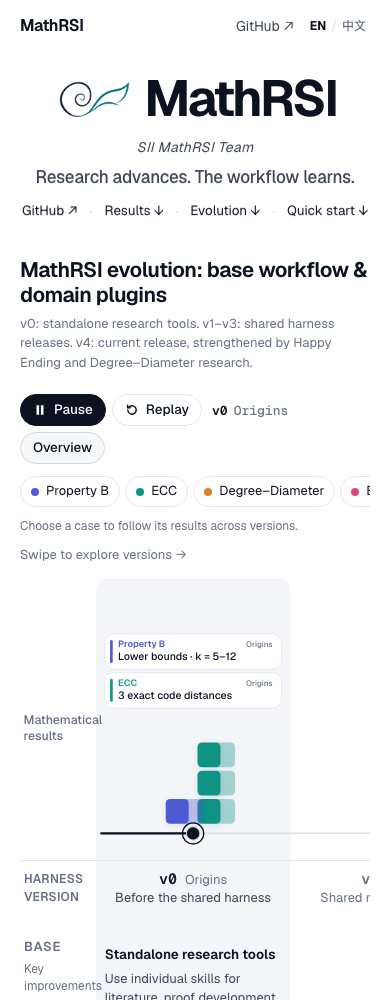 MathRSI
GitHub ↗ EN / 中文
MathRSI
SII MathRSI Team
Research advances. The workflow learns.
GitHub ↗ · Results ↓ · Evolution ↓ · Quick start ↓
MathRSI evolution: base workflow &
domain plugins
v0: standalone research tools. v1–v3: shared harness
releases. v4: current release, strengthened by Happy
Ending and Degree–Diameter research.
Pause Replay v0 Origins
Overview
Property B ECC Degree–Diameter
Choose a case to follow its results across versions.
Swipe to explore versions →
Property B Origins
Lower bounds · k = 5–12
ECC Origins
3 exact code distances
Mathematical
results
HARNESS
VERSION
v0 Origins
Before the shared harness
Shared
BASE
Key
improvements
Standalone research tools
Use individual skills for
literature, proof development